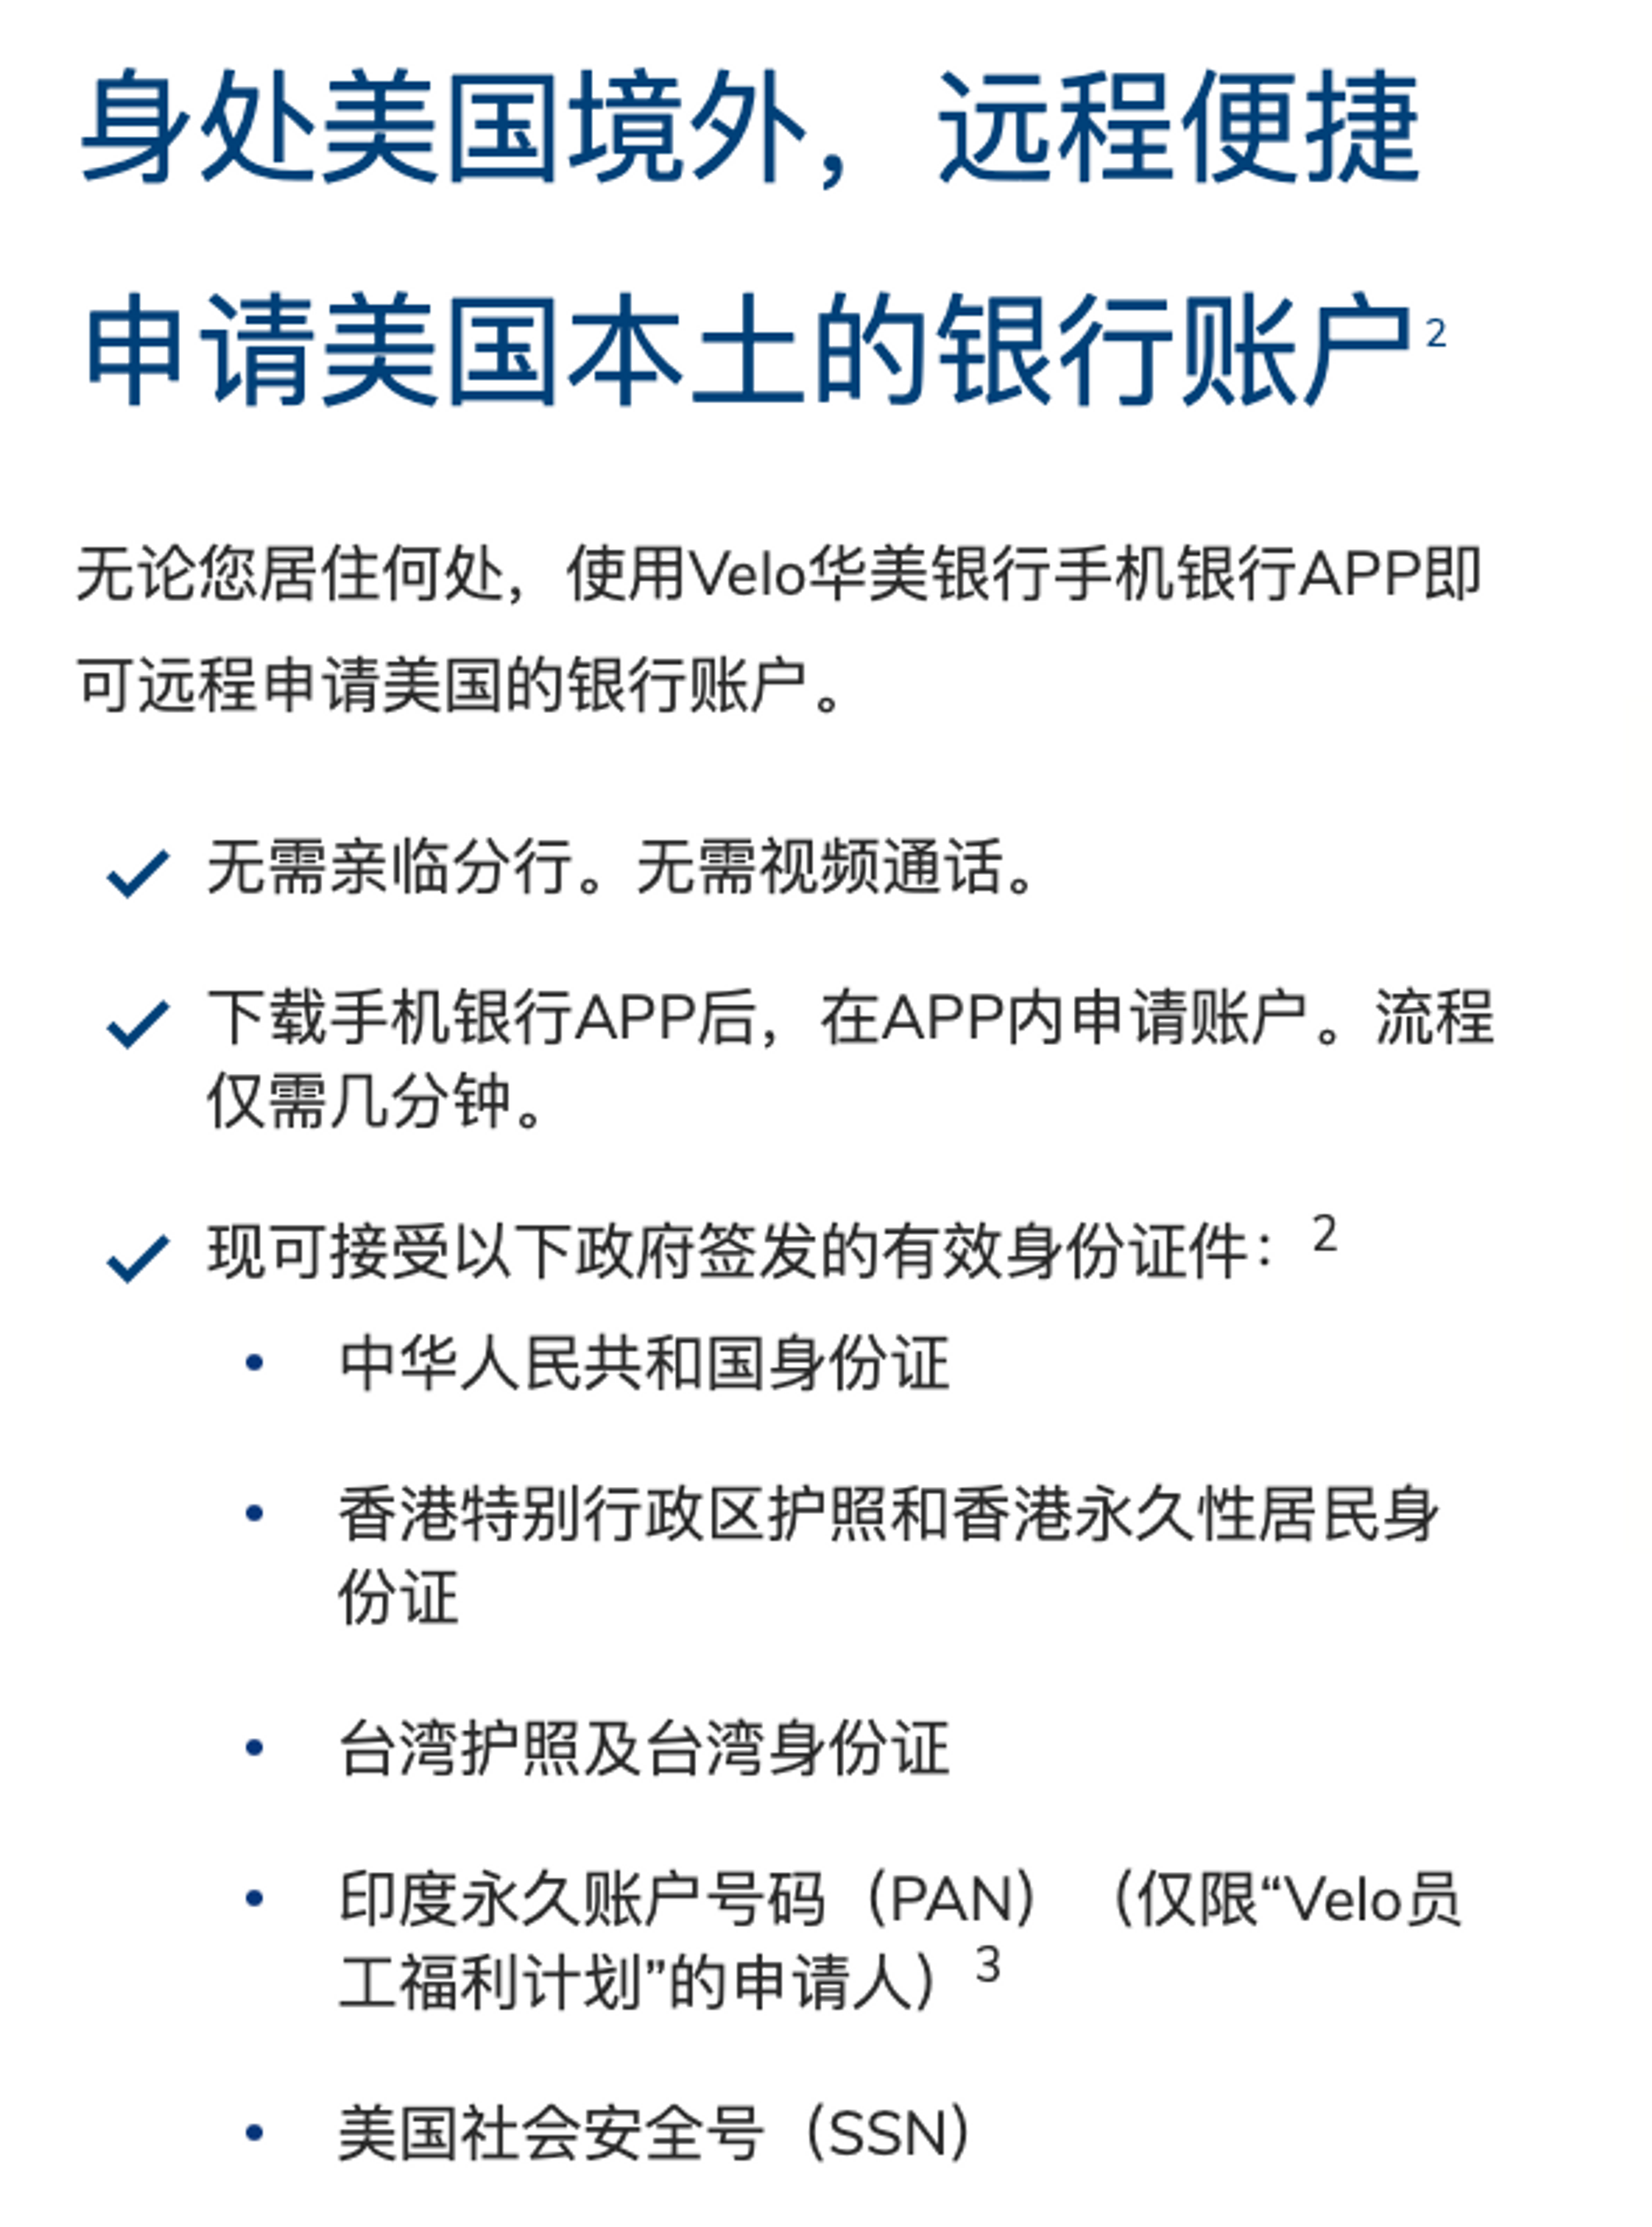 身处美国境外，远程便捷
申请美国本土的银行账户2
无论您居住何处，使用Velo华美银行手机银行APP即
可远程申请美国的银行账户。
无需亲临分行。无需视频通话。
下载手机银行APP后，在APP内申请账户。流程
仅需几分钟。
现可接受以下政府签发的有效身份证件：2
• 中华人民共和国身份证
• 香港特别行政区护照和香港永久性居民身
份证
• 台湾护照及台湾身份证
• 印度永久账户号码（PAN）（仅限“Velo员
工福利计划”的申请人）3
• 美国社会安全号（SSN）